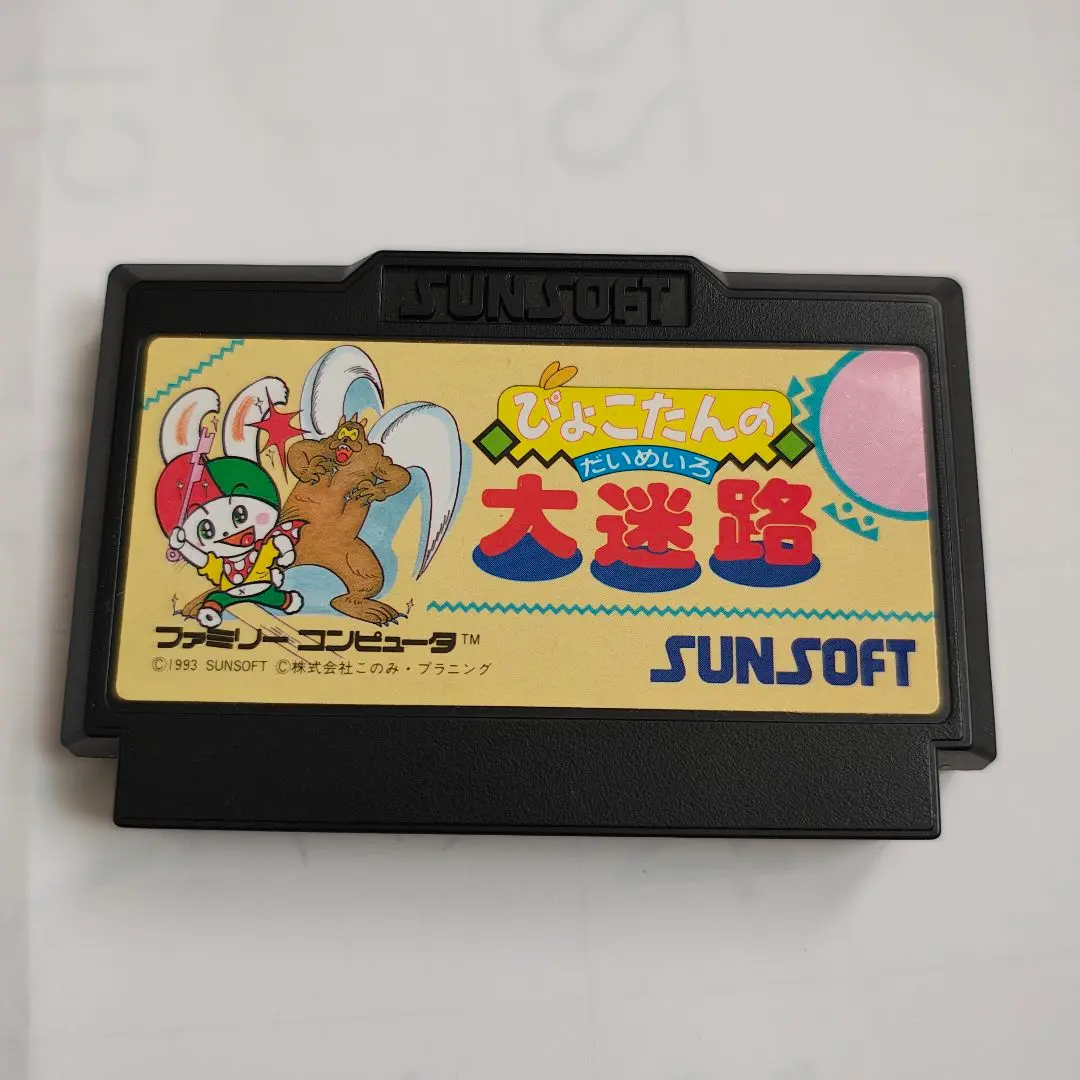 SUNSOFT
ぴょこたんの
だいめいろ
大迷路
ファミリーコンピュータ™
©1993 SUNSOFT ©株式会社このみ・プラニング
SUNSOFT